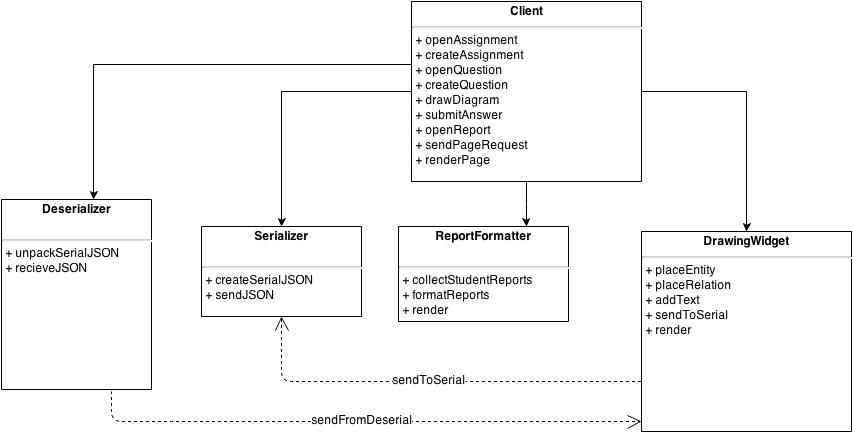 Client
+ openAssignment
+ createAssignment
+ openQuestion
+ createQuestion
+ drawDiagram
+ submitAnswer
+ openReport
+ sendPageRequest
+ renderPage
Deserializer
+ unpackSerialJSON
+ recieveJSON
Serializer
+ createSerialJSON
+ sendJSON
ReportFormatter
+ collectStudentReports
+ formatReports
+ render
DrawingWidget
+ placeEntity
+ placeRelation
+ addText
+ sendToSerial
+ render
sendToSerial
sendFromDeserial